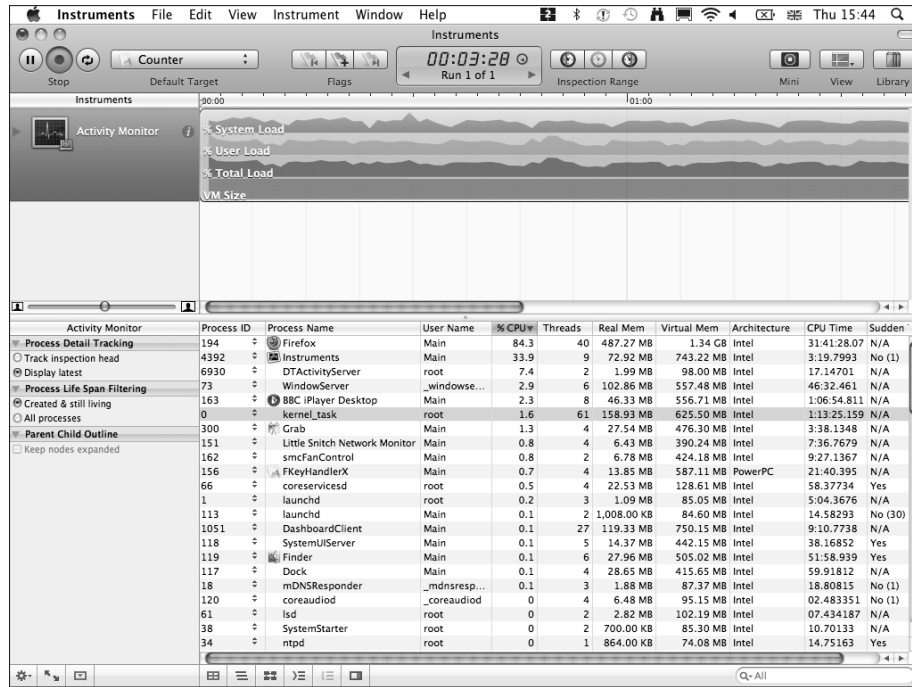 Instruments File Edit View Instrument Window Help Thu 15:44
Instruments
Counter 00:03:28
Run 1 of 1
Stop Default Target Flags Inspection Range Mini View Library
Instruments 00:00 01:00
Activity Monitor
% System Load
% User Load
% Total Load
VM Size
Activity Monitor
Process Detail Tracking
Track inspection head
Display latest
Process Life Span Filtering
Created & still living
All processes
Parent Child Outline
Keep nodes expanded
Process ID Process Name User Name % CPU Threads Real Mem Virtual Mem Architecture CPU Time Sudden
194 Firefox Main 84.3 40 487.27 MB 1.34 GB Intel 31:41:28.07 N/A
4392 Instruments Main 33.9 9 72.92 MB 743.22 MB Intel 3:19.7993 No (1)
6930 DTActivityServer root 7.4 2 1.99 MB 98.00 MB Intel 17.14701 N/A
73 WindowServer _windowse... 2.9 6 102.86 MB 557.48 MB Intel 46:32.461 N/A
163 BBC iPlayer Desktop Main 2.3 8 46.33 MB 556.71 MB Intel 1:06:54.811 N/A
0 kernel_task root 1.6 61 158.93 MB 625.50 MB Intel 1:13:25.159 N/A
300 Grab Main 1.3 4 27.54 MB 476.30 MB Intel 3:38.1348 N/A
151 Little Snitch Network Monitor Main 0.8 4 6.43 MB 390.24 MB Intel 7:36.7679 N/A
162 smcFanControl Main 0.8 2 6.78 MB 424.18 MB Intel 9:27.1367 N/A
156 FKeyHandlerX Main 0.7 4 13.85 MB 587.11 MB PowerPC 21:40.395 N/A
66 coreservicesd root 0.5 4 22.53 MB 128.61 MB Intel 58.37734 Yes
1 launchd root 0.2 3 1.09 MB 85.05 MB Intel 5:04.3676 N/A
113 launchd Main 0.1 2 1,008.00 KB 84.60 MB Intel 14.58293 No (30)
1051 DashboardClient Main 0.1 27 119.33 MB 750.15 MB Intel 9:10.7738 N/A
118 SystemUIServer Main 0.1 5 14.37 MB 442.15 MB Intel 38.16852 Yes
119 Finder Main 0.1 6 27.96 MB 505.02 MB Intel 51:58.939 Yes
117 Dock Main 0.1 4 28.65 MB 415.65 MB Intel 59.91812 N/A
18 mDNSResponder _mdnsresp... 0.1 3 1.88 MB 87.37 MB Intel 18.80815 No (1)
120 coreaudiod _coreaudiod 0 4 6.48 MB 95.15 MB Intel 02.483351 No (1)
61 lsd root 0 2 2.82 MB 102.19 MB Intel 07.434187 N/A
38 SystemStarter root 0 2 700.00 KB 85.30 MB Intel 10.70133 N/A
34 ntpd root 0 1 864.00 KB 74.08 MB Intel 14.75163 Yes
All